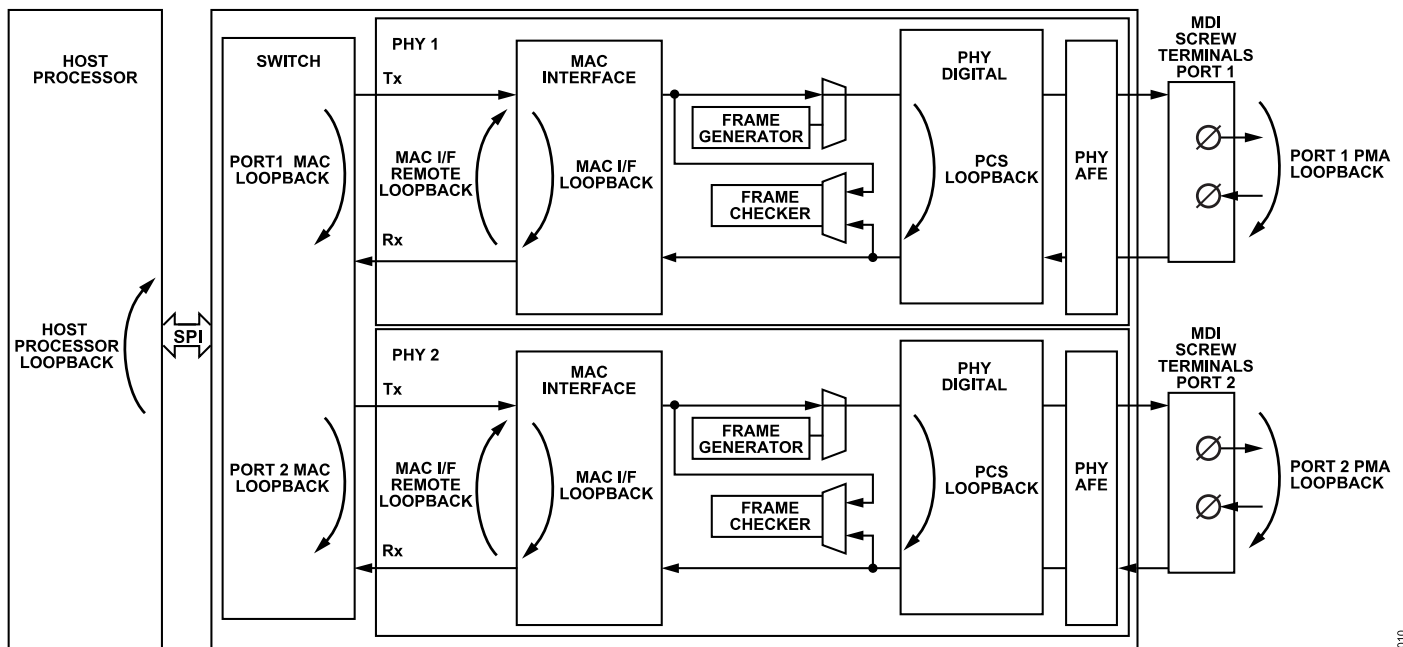 HOST
PROCESSOR
HOST
PROCESSOR
LOOPBACK
SPI
SWITCH
PORT1 MAC
LOOPBACK
PORT 2 MAC
LOOPBACK
PHY 1
Tx
MAC I/F
REMOTE
LOOPBACK
Rx
MAC
INTERFACE
MAC I/F
LOOPBACK
FRAME
GENERATOR
FRAME
CHECKER
PHY
DIGITAL
PCS
LOOPBACK
PHY
AFE
MDI
SCREW
TERMINALS
PORT 1
PORT 1 PMA
LOOPBACK
PHY 2
Tx
MAC I/F
REMOTE
LOOPBACK
Rx
MAC
INTERFACE
MAC I/F
LOOPBACK
FRAME
GENERATOR
FRAME
CHECKER
PHY
DIGITAL
PCS
LOOPBACK
PHY
AFE
MDI
SCREW
TERMINALS
PORT 2
PORT 2 PMA
LOOPBACK
010